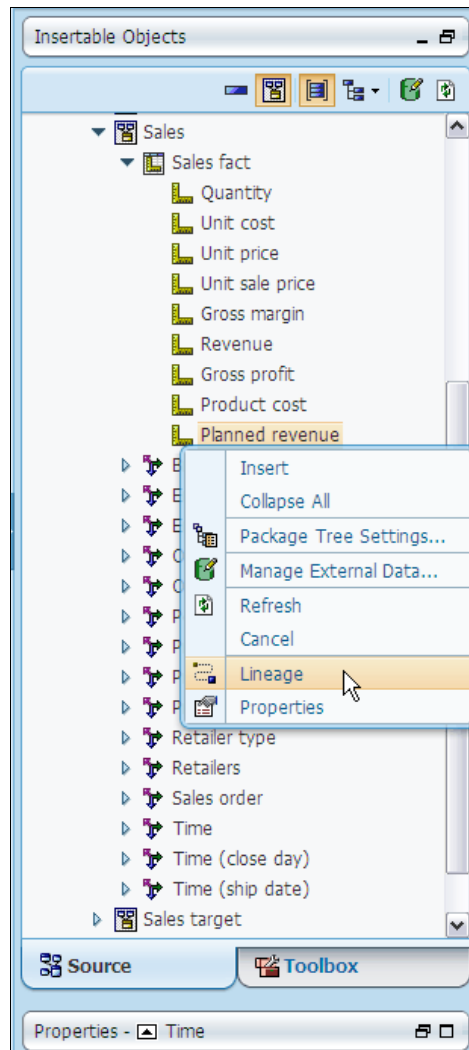 Insertable Objects
Sales
Sales fact
Quantity
Unit cost
Unit price
Unit sale price
Gross margin
Revenue
Gross profit
Product cost
Planned revenue
E
Insert
E
Collapse All
E
Package Tree Settings...
O
Manage External Data...
O
P
Refresh
P
Cancel
P
Lineage
P
Properties
Retailer type
Retailers
Sales order
Time
Time (close day)
Time (ship date)
Sales target
Source
Toolbox
Properties - Time